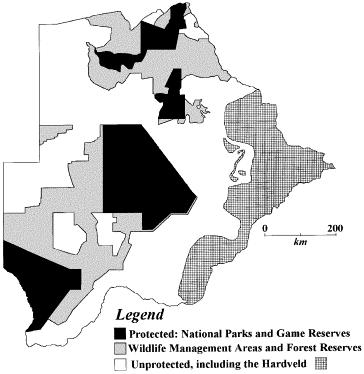 0 200
km
Legend
Protected: National Parks and Game Reserves
Wildlife Management Areas and Forest Reserves
Unprotected, including the Hardveld